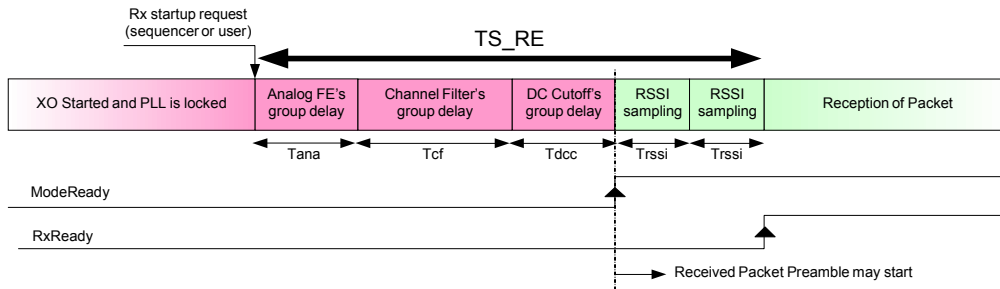 Rx startup request
(sequencer or user)
TS_RE
XO Started and PLL is locked
Analog FE's
group delay
Channel Filter's
group delay
DC Cutoff's
group delay
RSSI
sampling
RSSI
sampling
Reception of Packet
Tana
Tcf
Tdcc
Trssi
Trssi
ModeReady
RxReady
Received Packet Preamble may start